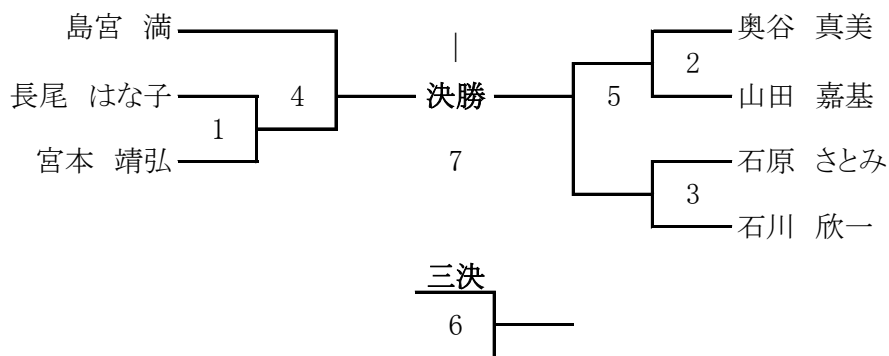 島宮 満
長尾 はな子
宮本 靖弘
1
4
決勝
7
5
2
3
奥谷 真美
山田 嘉基
石原 さとみ
石川 欣一
三決
6